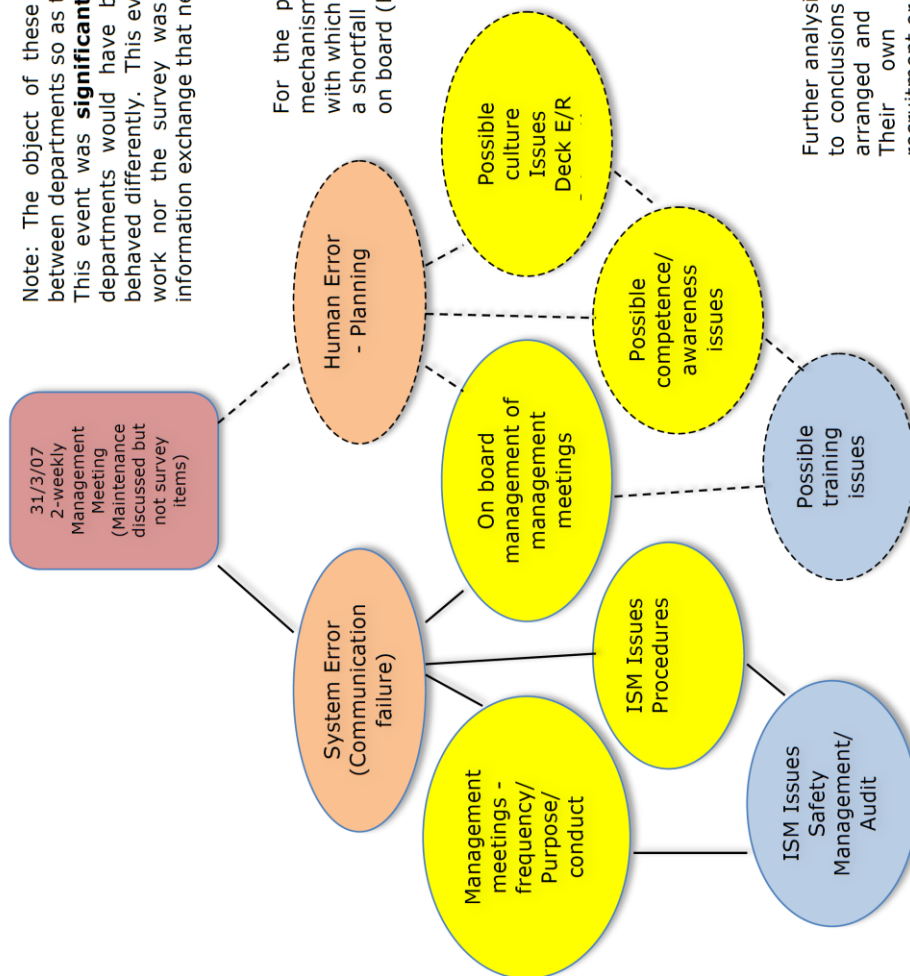 31/3/07
2-weekly
Management
Meeting
(Maintenance
discussed but
not survey
items)
Note: The object of these
between departments so as
This event was significant
departments would have
behaved differently. This
work nor the survey was
information exchange that
System Error
(Communication
failure)
Human Error
- Planning
For the
mechanism
with which
a shortfall
on board
Management
meetings -
frequency/
Purpose/
conduct
On board
management of
management
meetings
Possible
culture
Issues
Deck E/R
ISM Issues
Procedures
Possible
competence/
awareness
issues
ISM Issues
Safety
Management/
Audit
Possible
training
issues
Further analysi
to conclusions
arranged and
Their own